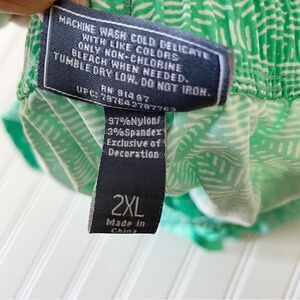 MACHINE WASH COLD DELICATE
WITH LIKE COLORS
ONLY NON-CHLORINE
BLEACH WHEN NEEDED.
TUMBLE DRY LOW. DO NOT IRON.
RN 91497
UPC:
97%Nylon/
3%Spandex
Exclusive of
Decoration
2XL
Made in
China